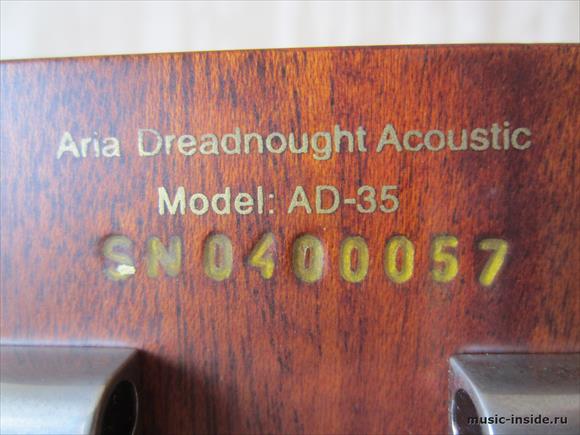 Aria Dreadnought Acoustic
Model: AD-35
SN0400057
music-inside.ru